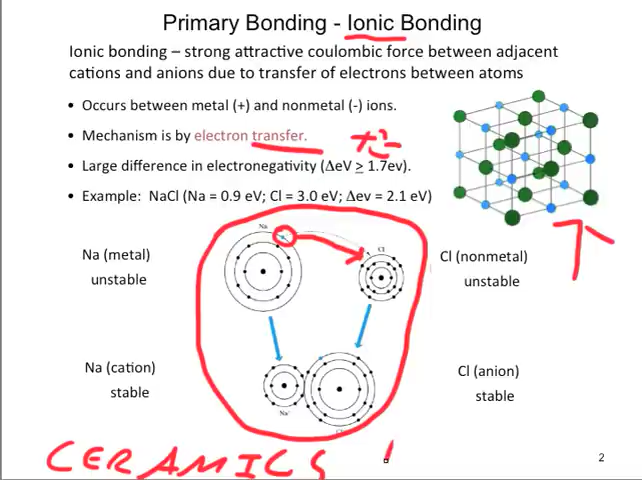 Primary Bonding - Ionic Bonding
Ionic bonding – strong attractive coulombic force between adjacent
cations and anions due to transfer of electrons between atoms
• Occurs between metal (+) and nonmetal (-) ions.
• Mechanism is by electron transfer.
• Large difference in electronegativity (ΔeV ≥ 1.7ev).
• Example: NaCl (Na = 0.9 eV; Cl = 3.0 eV; Δev = 2.1 eV)
Na
Cl
Na (metal)
unstable
Cl (nonmetal)
unstable
Na (cation)
stable
Cl (anion)
stable
Na⁺
CERAMICS
2